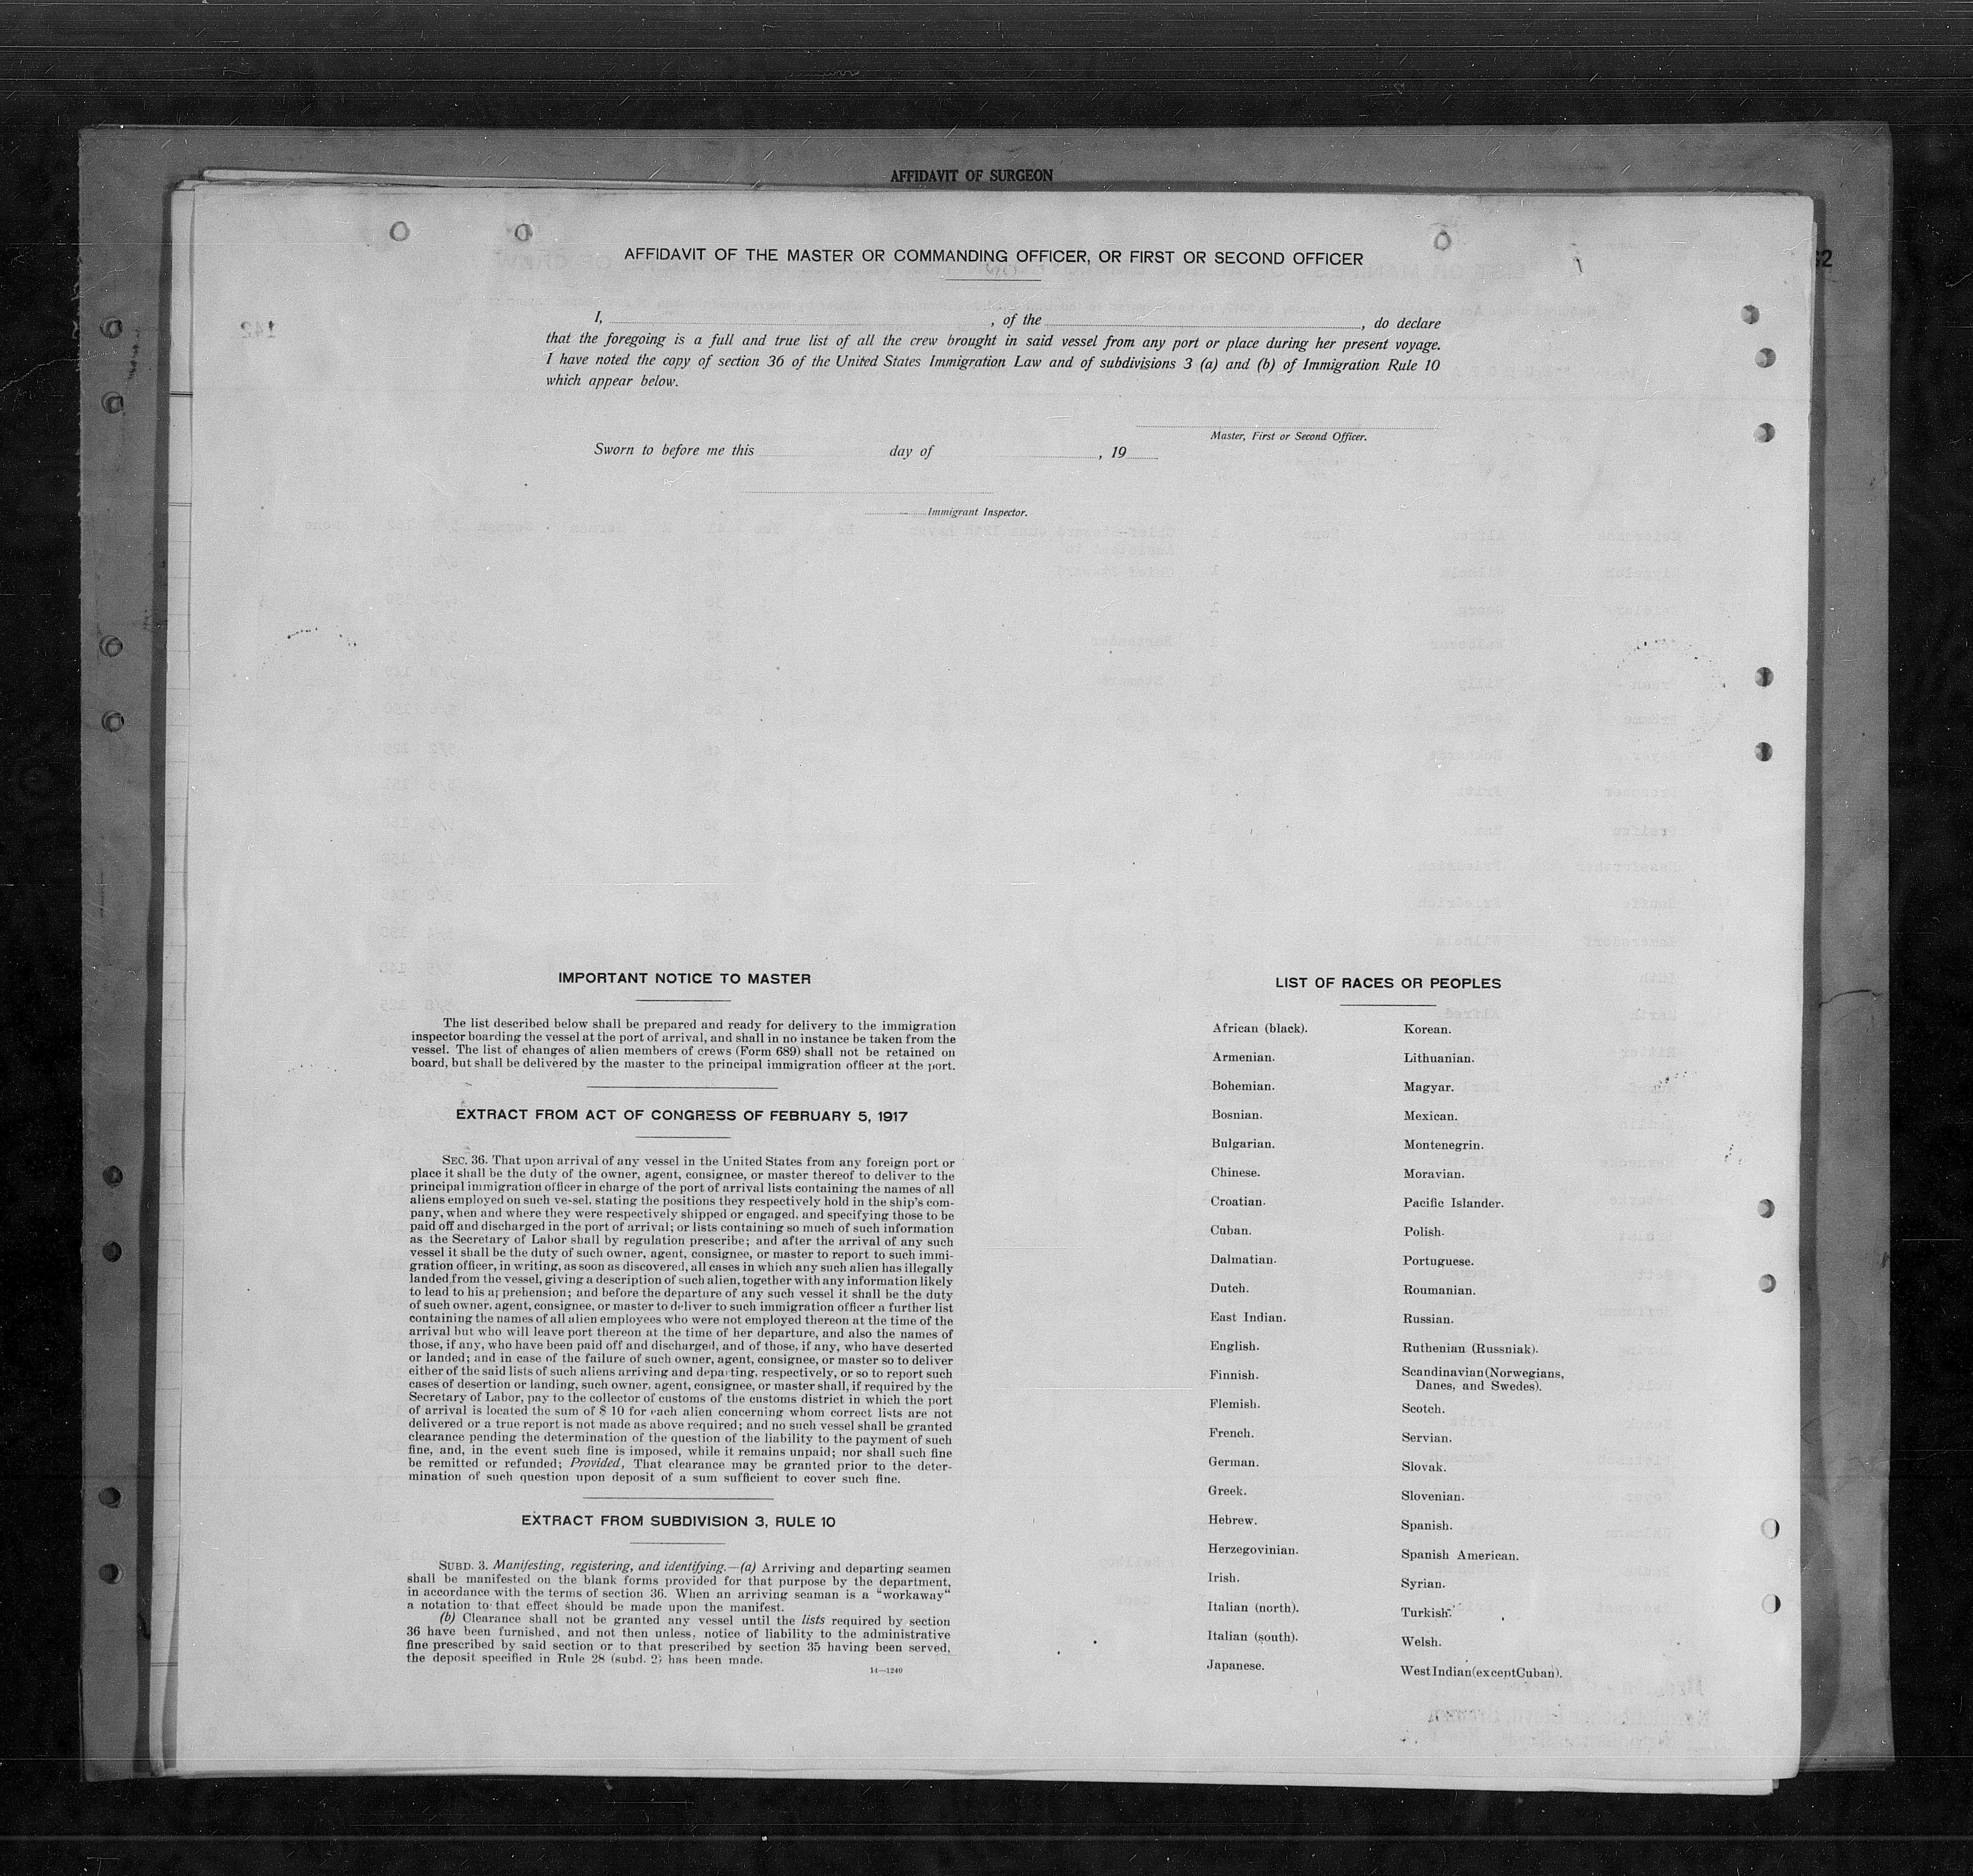 AFFIDAVIT OF SURGEON
AFFIDAVIT OF THE MASTER OR COMMANDING OFFICER, OR FIRST OR SECOND OFFICER
I, , of the , do declare
that the foregoing is a full and true list of all the crew brought in said vessel from any port or place during her present voyage.
I have noted the copy of section 36 of the United States Immigration Law and of subdivisions 3 (a) and (b) of Immigration Rule 10
which appear below.
Master, First or Second Officer.
Sworn to before me this day of , 19
Immigrant Inspector.
IMPORTANT NOTICE TO MASTER
The list described below shall be prepared and ready for delivery to the immigration
inspector boarding the vessel at the port of arrival, and shall in no instance be taken from the
vessel. The list of changes of alien members of crews (Form 689) shall not be retained on
board, but shall be delivered by the master to the principal immigration officer at the port.
EXTRACT FROM ACT OF CONGRESS OF FEBRUARY 5, 1917
SEC. 36. That upon arrival of any vessel in the United States from any foreign port or
place it shall be the duty of the owner, agent, consignee, or master thereof to deliver to the
principal immigration officer in charge of the port of arrival lists containing the names of all
aliens employed on such vessel. stating the positions they respectively hold in the ship's com-
pany, when and where they were respectively shipped or engaged. and specifying those to be
paid off and discharged in the port of arrival; or lists containing so much of such information
as the Secretary of Labor shall by regulation prescribe; and after the arrival of any such
vessel it shall be the duty of such owner, agent, consignee, or master to report to such immi-
gration officer, in writing, as soon as discovered, all cases in which any such alien has illegally
landed from the vessel, giving a description of such alien, together with any information likely
to lead to his apprehension; and before the departure of any such vessel it shall be the duty
of such owner, agent, consignee, or master to deliver to such immigration officer a further list
containing the names of all alien employees who were not employed thereon at the time of the
arrival but who will leave port thereon at the time of her departure, and also the names of
those, if any, who have been paid off and discharged, and of those, if any, who have deserted
or landed; and in case of the failure of such owner, agent, consignee, or master so to deliver
either of the said lists of such aliens arriving and departing, respectively, or so to report such
cases of desertion or landing, such owner, agent, consignee, or master shall, if required by the
Secretary of Labor, pay to the collector of customs of the customs district in which the port
of arrival is located the sum of $ 10 for each alien concerning whom correct lists are not
delivered or a true report is not made as above required; and no such vessel shall be granted
clearance pending the determination of the question of the liability to the payment of such
fine, and, in the event such fine is imposed, while it remains unpaid; nor shall such fine
be remitted or refunded; Provided, That clearance may be granted prior to the deter-
mination of such question upon deposit of a sum sufficient to cover such fine.
EXTRACT FROM SUBDIVISION 3, RULE 10
SUBD. 3. Manifesting, registering, and identifying.—(a) Arriving and departing seamen
shall be manifested on the blank forms provided for that purpose by the department,
in accordance with the terms of section 36. When an arriving seaman is a "workaway"
a notation to that effect should be made upon the manifest.
(b) Clearance shall not be granted any vessel until the lists required by section
36 have been furnished, and not then unless, notice of liability to the administrative
fine prescribed by said section or to that prescribed by section 35 having been served,
the deposit specified in Rule 28 (subd. 2) has been made.
14—1240
LIST OF RACES OR PEOPLES
African (black).
Armenian.
Bohemian.
Bosnian.
Bulgarian.
Chinese.
Croatian.
Cuban.
Dalmatian.
Dutch.
East Indian.
English.
Finnish.
Flemish.
French.
German.
Greek.
Hebrew.
Herzegovinian.
Irish.
Italian (north).
Italian (south).
Japanese.
Korean.
Lithuanian.
Magyar.
Mexican.
Montenegrin.
Moravian.
Pacific Islander.
Polish.
Portuguese.
Roumanian.
Russian.
Ruthenian (Russniak).
Scandinavian (Norwegians,
Danes, and Swedes).
Scotch.
Servian.
Slovak.
Slovenian.
Spanish.
Spanish American.
Syrian.
Turkish.
Welsh.
West Indian (except Cuban).